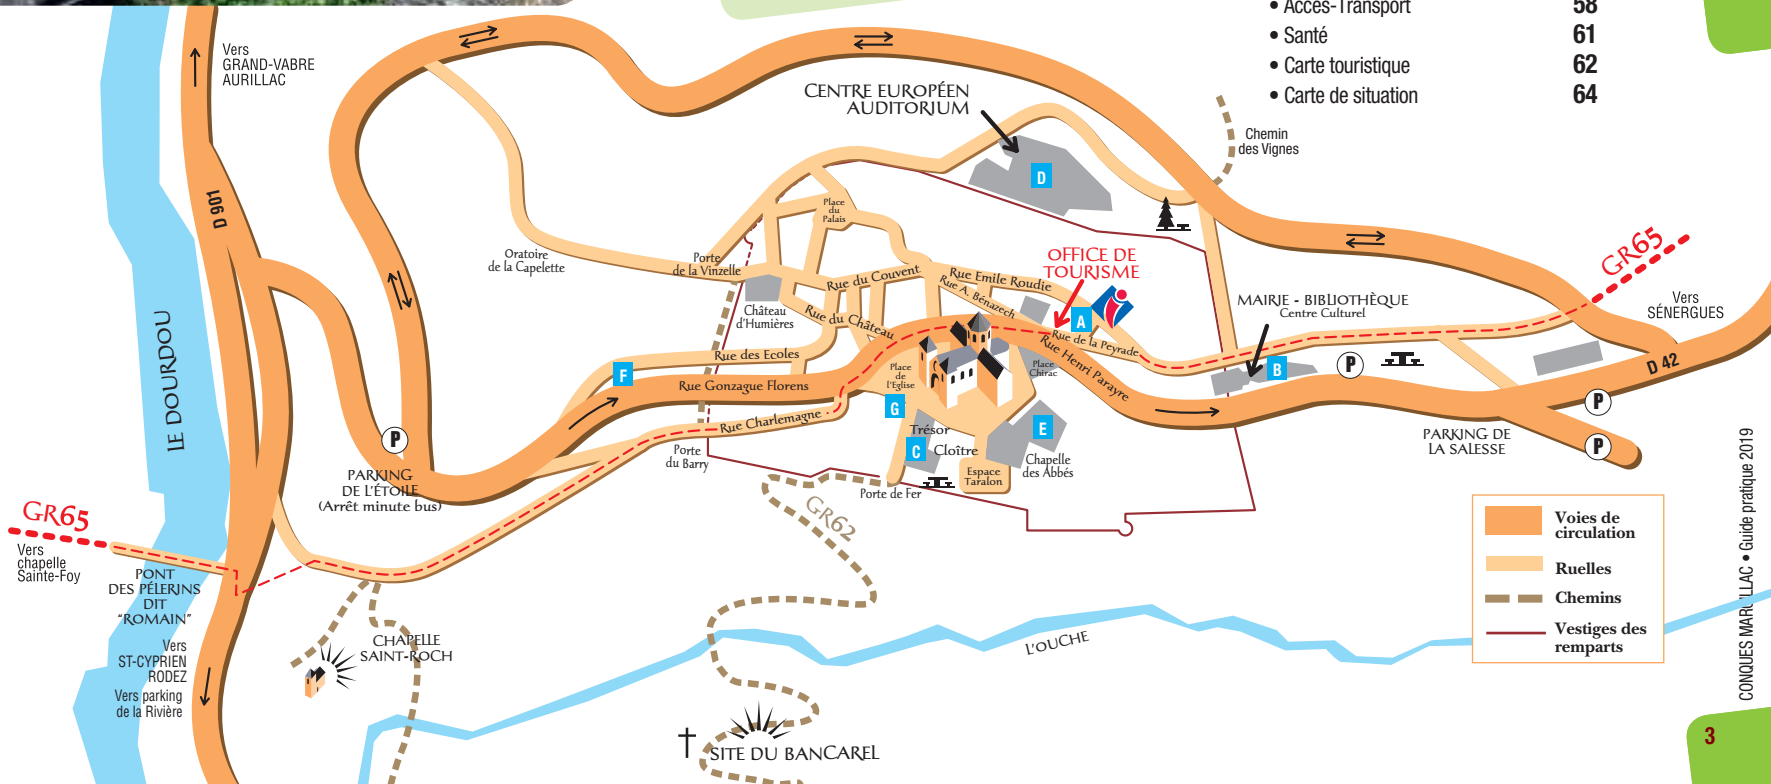 • Accès-Transport 58
• Santé 61
• Carte touristique 62
• Carte de situation 64
Vers
GRAND-VABRE
AURILLAC
D 901
LE DOURDOU
CENTRE EUROPÉEN
AUDITORIUM
D
Chemin
des Vignes
Oratoire
de la Capelette
Porte
de la Vinzelle
Place
du
Palais
Rue du Couvent
Rue Emile Roudie
Rue A. Bénazech
OFFICE DE
TOURISME
A
Rue de la Peyrade
GR65
Vers
SÉNERGUES
MAIRIE - BIBLIOTHÈQUE
Centre Culturel
B
P
D 42
P
P
PARKING DE
LA SALESSE
Château
d'Humières
Rue du Château
Rue des Ecoles
F
Rue Gonzague Florens
Rue Charlemagne
Place
de
l'Eglise
Place
Chirac
Rue Henri Parayre
G
Trésor
C
Cloître
E
Chapelle
des Abbés
Espace
Taralon
Porte
du Barry
Porte de Fer
P
PARKING
DE L'ÉTOILE
(Arrêt minute bus)
GR65
Vers
chapelle
Sainte-Foy
PONT
DES PÉLERINS
DIT
"ROMAIN"
Vers
ST-CYPRIEN
RODEZ
Vers parking
de la Rivière
CHAPELLE
SAINT-ROCH
GR62
L'OUCHE
SITE DU BANCAREL
Voies de
circulation
Ruelles
Chemins
Vestiges des
remparts
CONQUES MARCILLAC • Guide pratique 2019
3